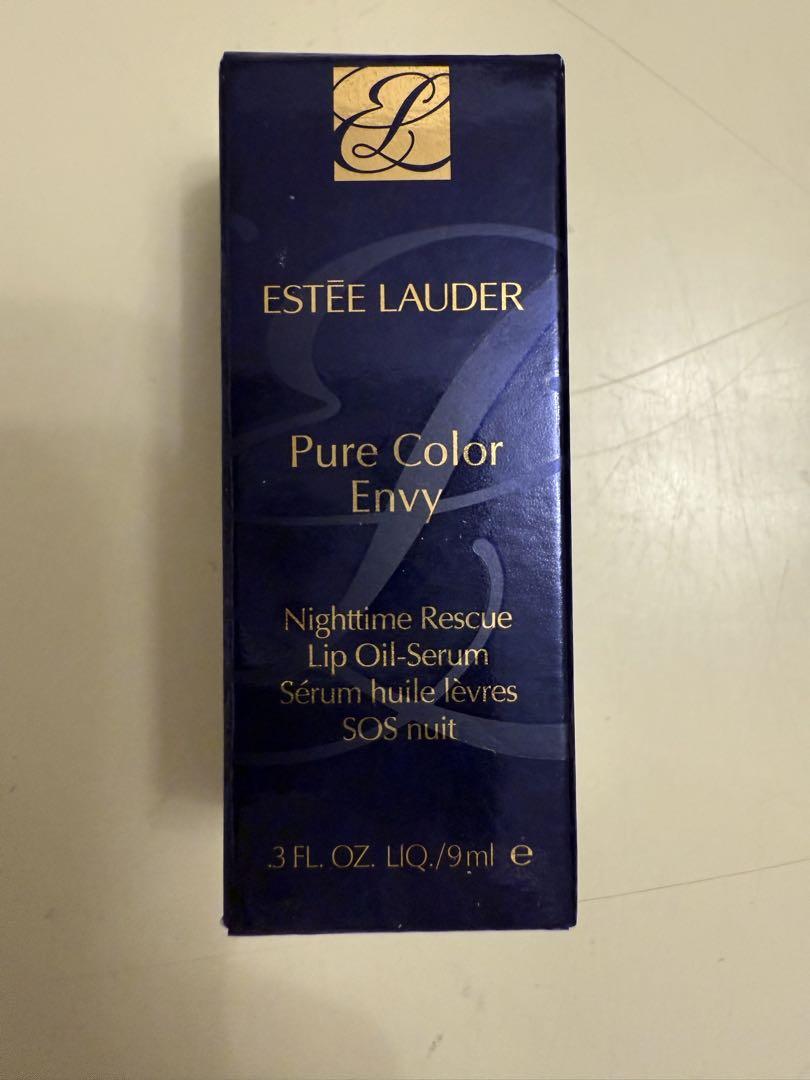 EL
ESTĒE LAUDER
Pure Color
Envy
Nighttime Rescue
Lip Oil-Serum
Sérum huile lèvres
SOS nuit
.3 FL. OZ. LIQ./9ml ℮